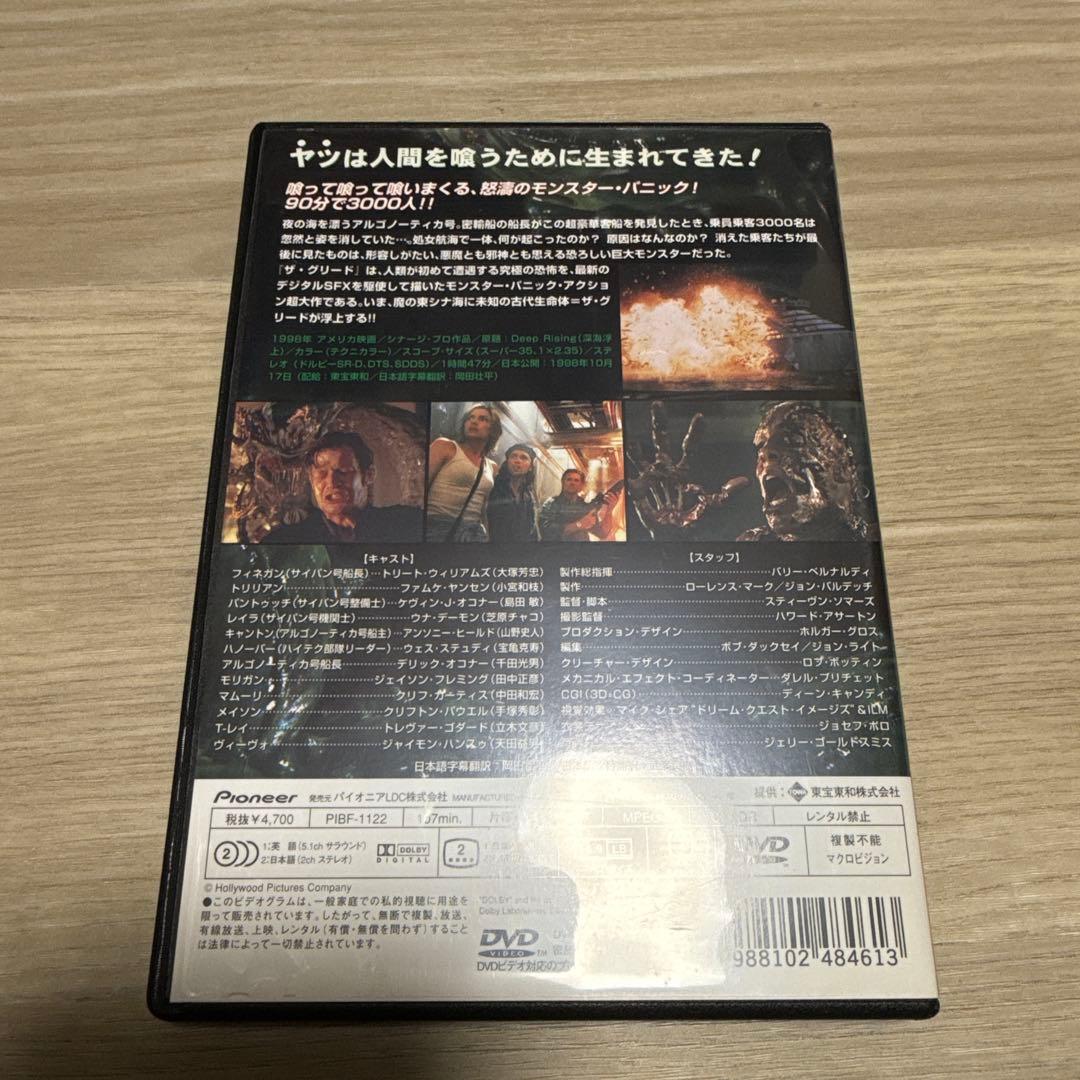 ヤツは人間を喰うために生まれてきた!
喰って喰って喰いまくる、怒濤のモンスター・パニック!
90分で3000人!!
夜の海を漂うアルゴノーティカ号。密輸船の船長がこの超豪華客船を発見したとき、乗員乗客3000名は
忽然と姿を消していた…。処女航海で一体、何が起こったのか? 原因はなんなのか? 消えた乗客たちが最
後に見たものは、形容しがたい、悪魔とも邪神とも思える恐ろしい巨大モンスターだった。
『ザ・グリード』は、人類が初めて遭遇する究極の恐怖を、最新の
デジタルSFXを駆使して描いたモンスター・パニック・アクショ
ン超大作である。いま、魔の東シナ海に未知の古代生命体=ザ・グ
リードが浮上する!!
1998年 アメリカ映画/シナージ・プロ作品/原題:Deep Rising(深海浮
上)/カラー(テクニカラー)/スコープ・サイズ(スーパー35、1×2.35)/ステ
レオ(ドルビーSR-D、DTS、SDDS)/1時間47分/日本公開:1998年10月
17日(配給:東宝東和/日本語字幕翻訳:岡田壮平)
【キャスト】
フィネガン(サイパン号船長)…トリート・ウィリアムズ(大塚芳忠)
トリリアン…ファムケ・ヤンセン(小宮和枝)
パントゥッチ(サイパン号整備士)…ケヴィン・J・オコナー(島田 敏)
レイラ(サイパン号機関士)…ウナ・デーモン(芝原チャコ)
キャントン(アルゴノーティカ号船主)…アンソニー・ヒールド(山野史人)
ハノーバー(ハイテク部隊リーダー)…ウェス・ステュディ(宝亀克寿)
アルゴノーティカ号船長…デリック・オコナー(千田光男)
モリガン…ジェイソン・フレミング(田中正彦)
マムーリ…クリフ・カーティス(中田和宏)
メイソン…クリフトン・パウエル(手塚秀彰)
T-レイ…トレヴァー・ゴダード(立木文彦)
ヴィーヴォ…ジャイモン・ハンスゥ(天田益男)
【スタッフ】
製作総指揮…バリー・ベルナルディ
製作…ローレンス・マーク/ジョン・バルデッチ
監督・脚本…スティーヴン・ソマーズ
撮影監督…ハワード・アサートン
プロダクション・デザイン…ホルガー・グロス
編集…ボブ・ダックセイ/ジョン・ライト
クリーチャー・デザイン…ロブ・ボッティン
メカニカル・エフェクト・コーディネーター…ダレル・プリチェット
CGI(3D・CG)…ディーン・キャンディ
視覚効果…マイク・シェア"ドリーム・クエスト・イメージズ"&ILM
ジョセフ・ポロ
ジェリー・ゴールドスミス
日本語字幕翻訳:岡田
Pioneer 発売元 パイオニアLDC株式会社 MANUFACTURED
提供: TOWA 東宝東和株式会社
税抜¥4,700 PIBF-1122 107min. MPEG レンタル禁止
2 1:英 語(5.1ch サラウンド)
2:日本語(2ch ステレオ)
DOLBY DIGITAL 2 LB
複製不能
マクロビジョン
© Hollywood Pictures Company
●このビデオグラムは、一般家庭での私的視聴に用途を
限って販売されています。したがって、無断で複製、放送、
有線放送、上映、レンタル(有償・無償を問わず)すること
は法律によって一切禁止されています。
DVD VIDEO TM
DVDビデオ対応の
988102 484613